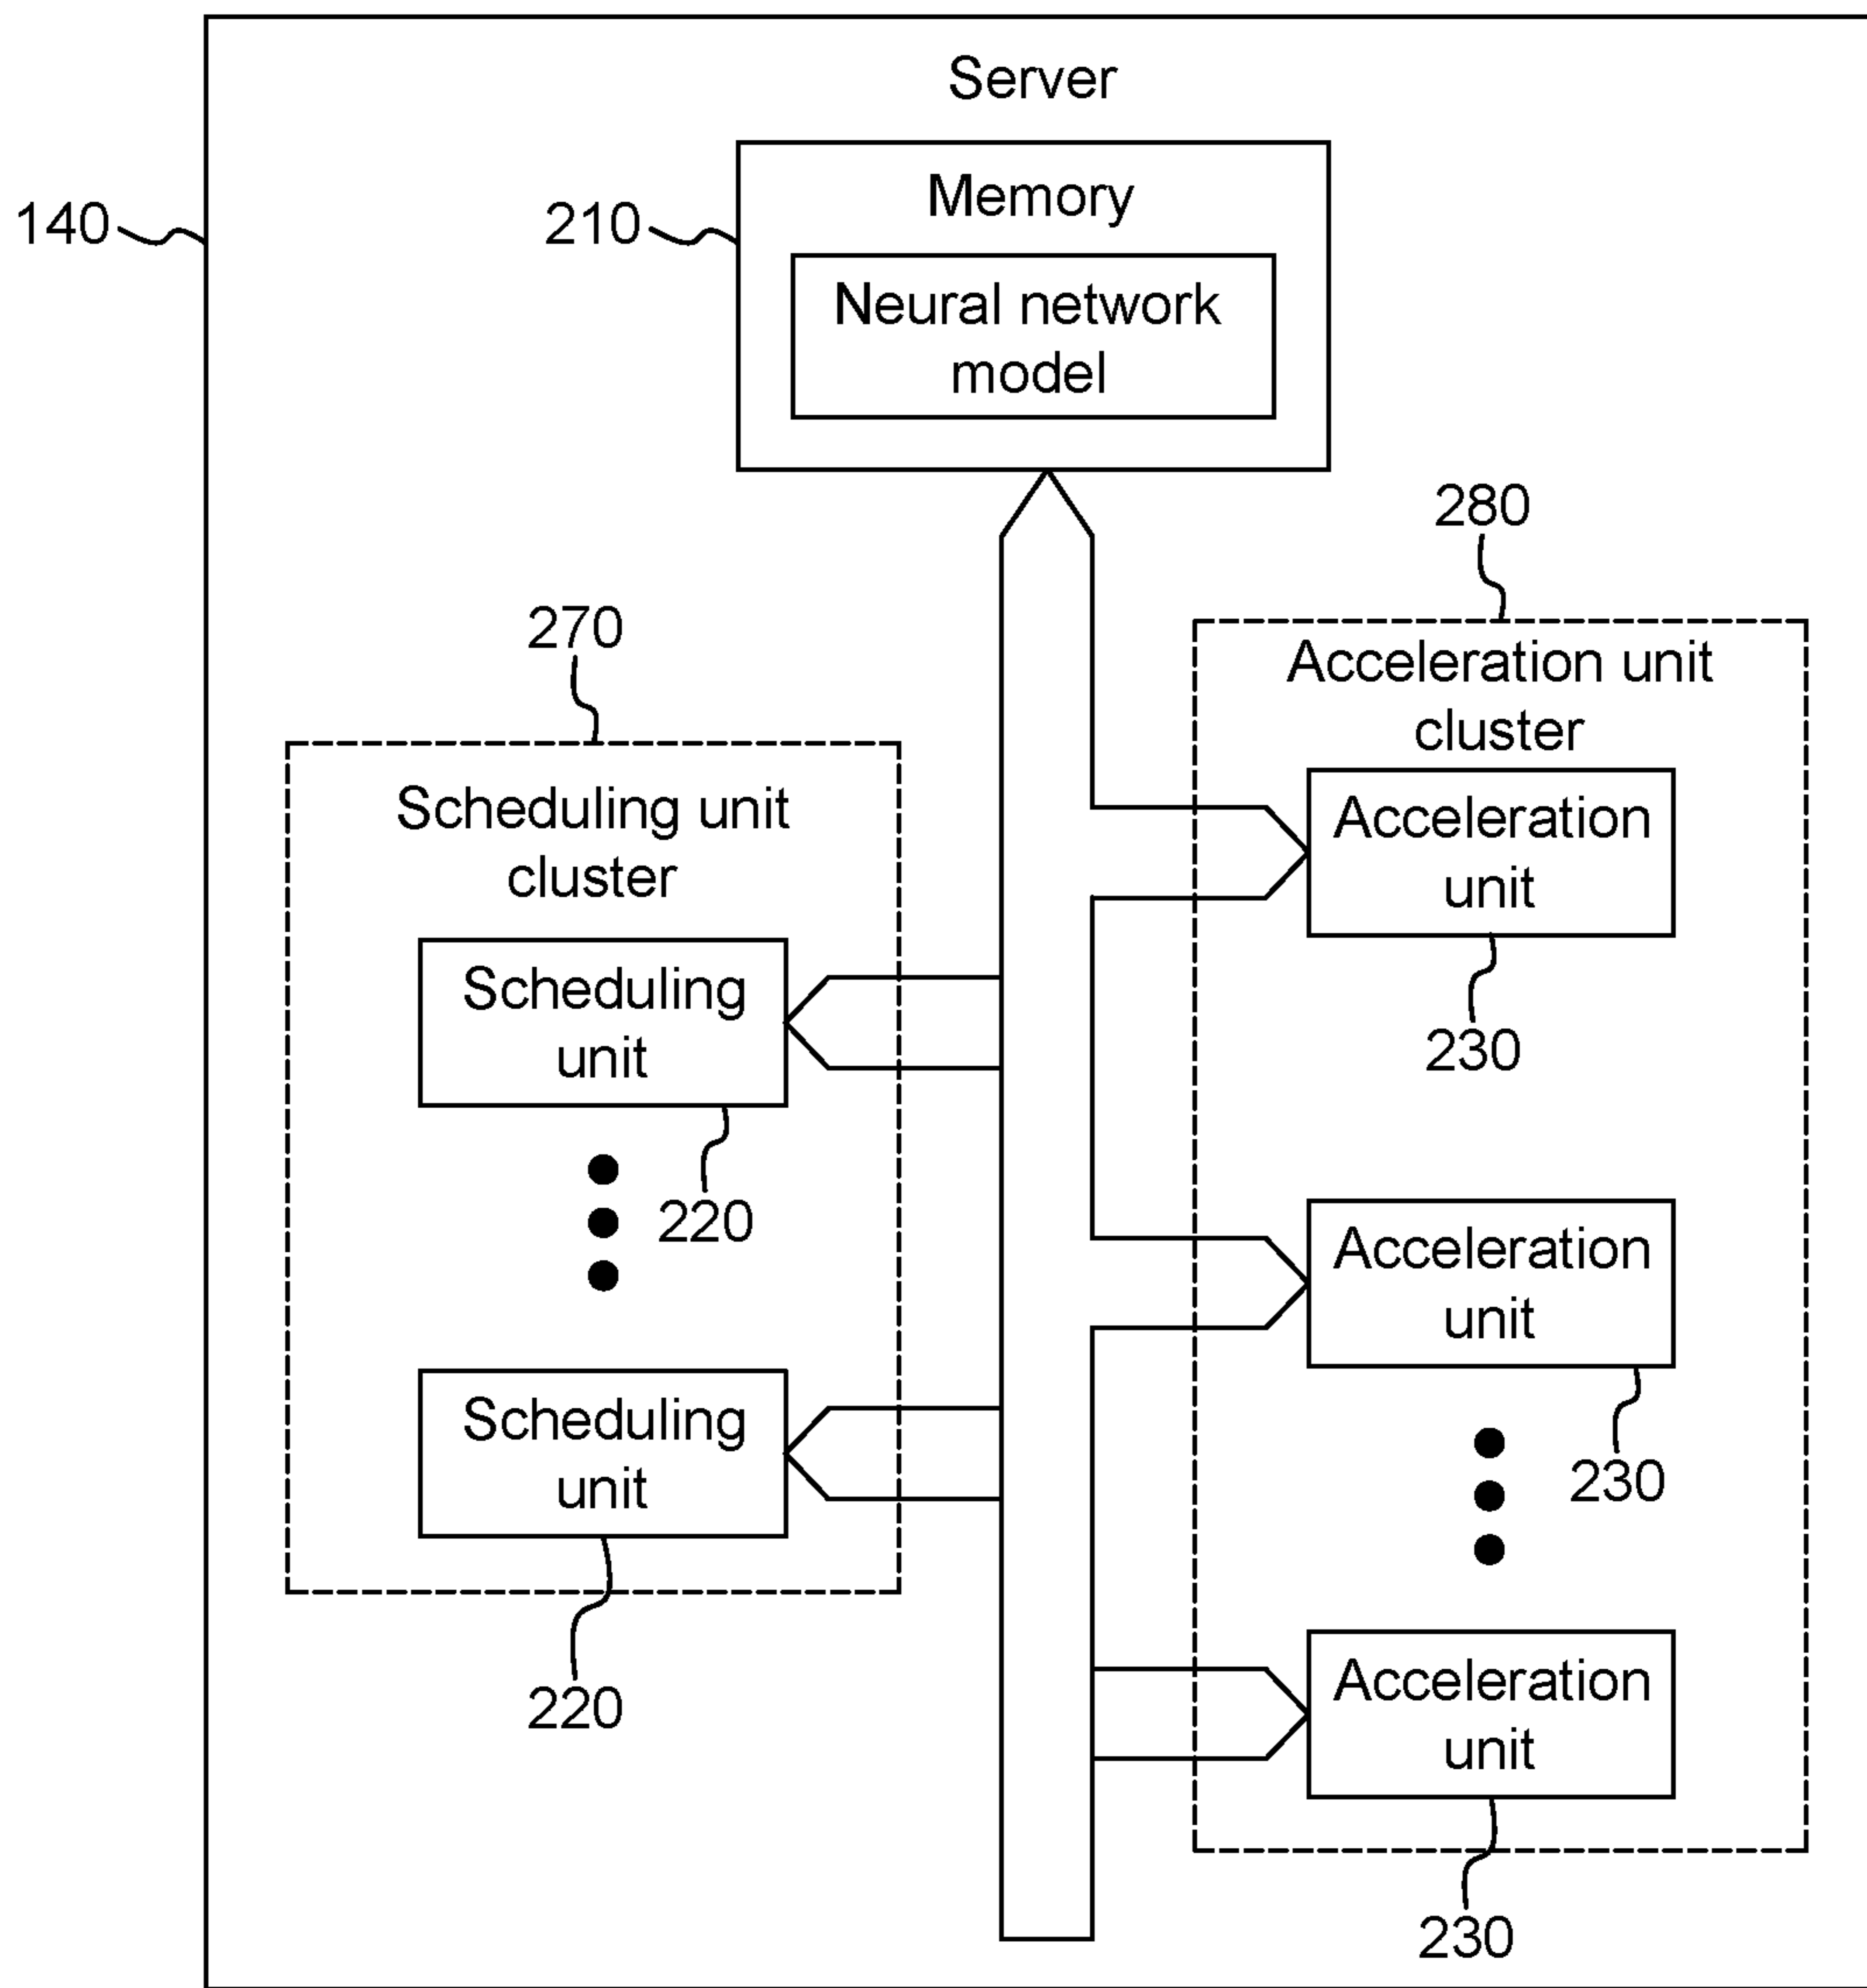 Server
140
210
Memory
Neural network
model
280
270
Acceleration unit
cluster
Scheduling unit
cluster
Acceleration
unit
230
Scheduling
unit
220
Acceleration
unit
230
Scheduling
unit
220
Acceleration
unit
230